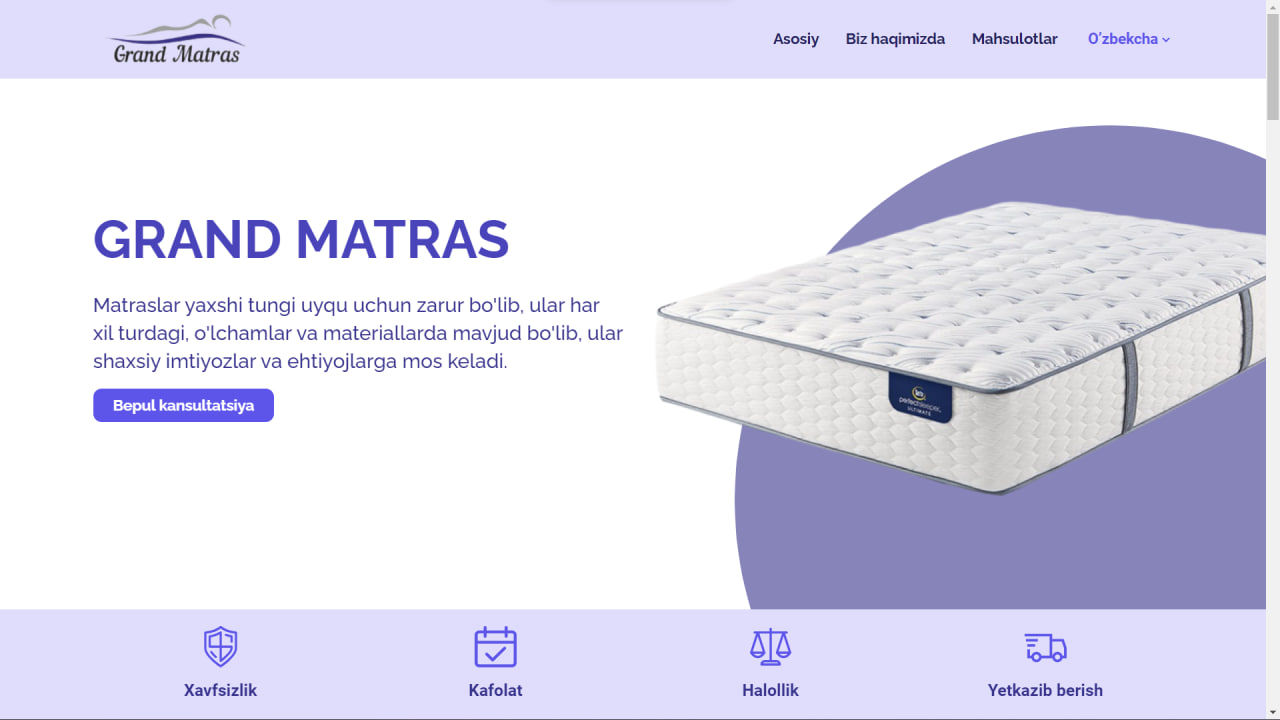 Grand Matras
Asosiy
Biz haqimizda
Mahsulotlar
O'zbekcha
GRAND MATRAS
Matraslar yaxshi tungi uyqu uchun zarur bo'lib, ular har
xil turdagi, o'lchamlar va materiallarda mavjud bo'lib, ular
shaxsiy imtiyozlar va ehtiyojlarga mos keladi.
Bepul kansultatsiya
perfectsleeper
ULTIMATE
Xavfsizlik
Kafolat
Halollik
Yetkazib berish